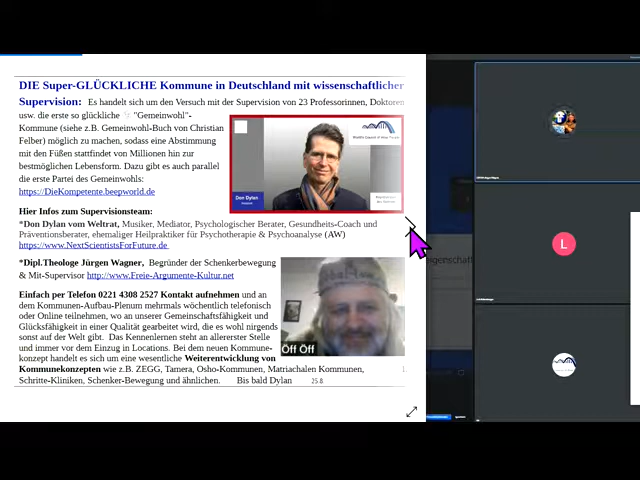 DIE Super-GLÜCKLICHE Kommune in Deutschland mit wissenschaftlicher
Supervision: Es handelt sich um den Versuch mit der Supervision von 23 Professorinnen, Doktoren
usw. die erste so glückliche "Gemeinwohl"-
Kommune (siehe z.B. Gemeinwohl-Buch von Christian
Felber) möglich zu machen, sodass eine Abstimmung
mit den Füßen stattfindet von Millionen hin zur
bestmöglichen Lebensform. Dazu gibt es auch parallel
die erste Partei des Gemeinwohls:
https://DieKompetente.beepworld.de
Don Dylan
Hier Infos zum Supervisionsteam:
*Don Dylan vom Weltrat, Musiker, Mediator, Psychologischer Berater, Gesundheits-Coach und
Präventionsberater, ehemaliger Heilpraktiker für Psychotherapie & Psychoanalyse (AW)
https://www.NextScientistsForFuture.de
*Dipl.Theologe Jürgen Wagner, Begründer der Schenkerbewegung
& Mit-Supervisor http://www.Freie-Argumente-Kultur.net
Einfach per Telefon 0221 4308 2527 Kontakt aufnehmen und an
dem Kommunen-Aufbau-Plenum mehrmals wöchentlich telefonisch
oder Online teilnehmen, wo an unserer Gemeinschaftsfähigkeit und
Glücksfähigkeit in einer Qualität gearbeitet wird, die es wohl nirgends
sonst auf der Welt gibt. Das Kennenlernen steht an allererster Stelle
und immer vor dem Einzug in Locations. Bei dem neuen Kommune-
konzept handelt es sich um eine wesentliche Weiterentwicklung von
Kommunekonzepten wie z.B. ZEGG, Tamera, Osho-Kommunen, Matriachalen Kommunen,
Schritte-Kliniken, Schenker-Bewegung und ähnlichen. Bis bald Dylan 25.8
Öff Öff
L